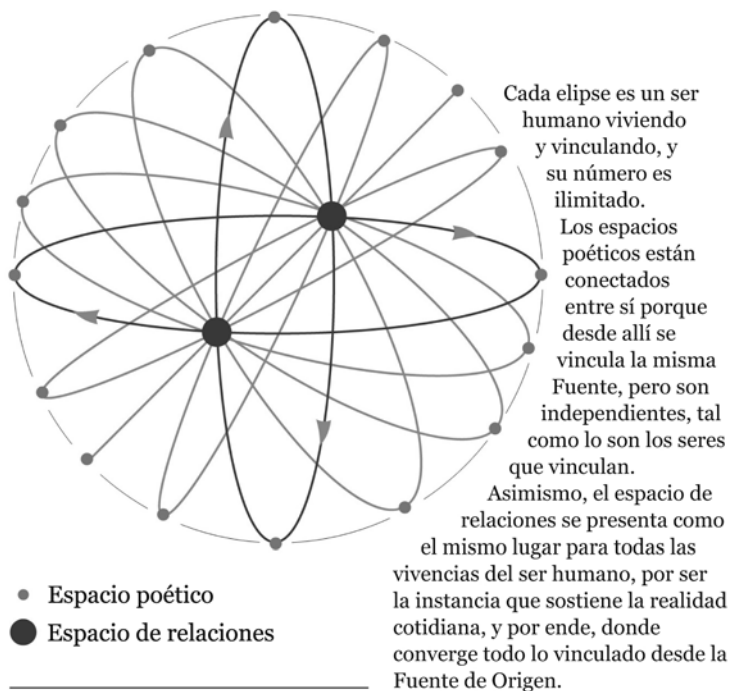 Cada elipse es un ser
humano viviendo
y vinculando, y
su número es
ilimitado.
Los espacios
poéticos están
conectados
entre sí porque
desde allí se
vincula la misma
Fuente, pero son
independientes, tal
como lo son los seres
que vinculan.
Asimismo, el espacio de
relaciones se presenta como
el mismo lugar para todas las
vivencias del ser humano, por ser
la instancia que sostiene la realidad
cotidiana, y por ende, donde
converge todo lo vinculado desde la
Fuente de Origen.
Espacio poético
Espacio de relaciones